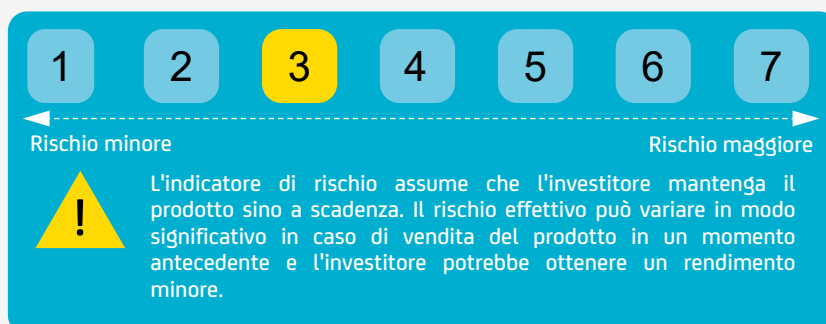 1 2 3 4 5 6 7
Rischio minore Rischio maggiore
! L'indicatore di rischio assume che l'investitore mantenga il
prodotto sino a scadenza. Il rischio effettivo può variare in modo
significativo in caso di vendita del prodotto in un momento
antecedente e l'investitore potrebbe ottenere un rendimento
minore.